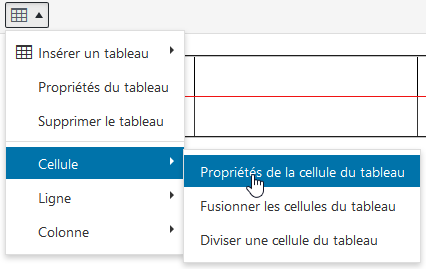 Insérer un tableau
Propriétés du tableau
Supprimer le tableau
Cellule
Propriétés de la cellule du tableau
Ligne
Fusionner les cellules du tableau
Colonne
Diviser une cellule du tableau